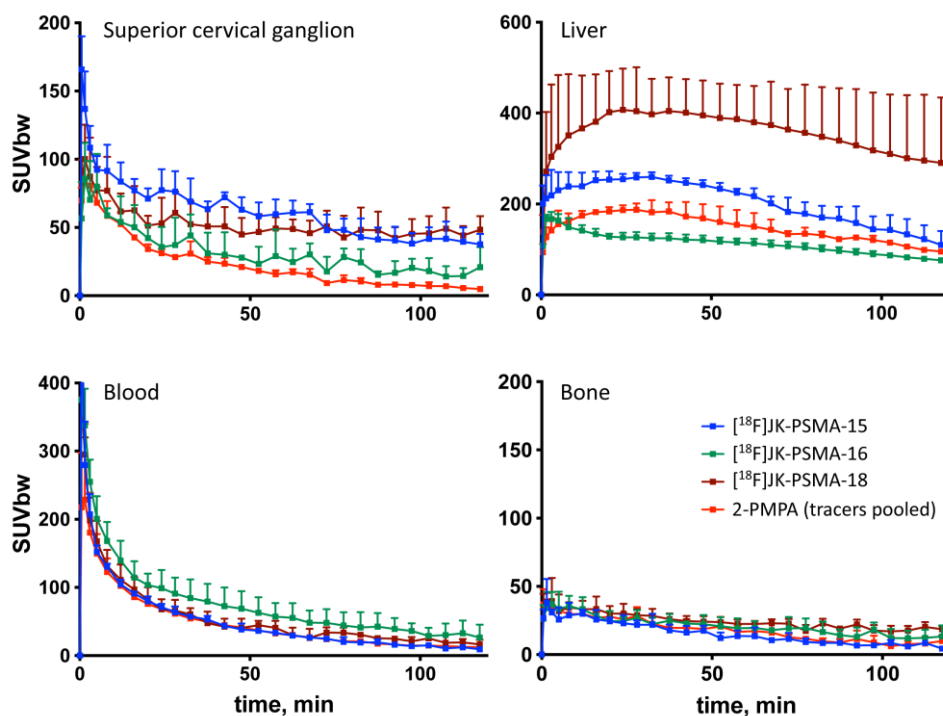 Superior cervical ganglion
Liver
200
150
100
50
0
SUVbw
0
50
100
600
400
200
0
0
50
100
Blood
Bone
400
300
200
100
0
SUVbw
0
50
100
time, min
200
150
100
50
0
0
50
100
time, min
[¹⁸F]JK-PSMA-15
[¹⁸F]JK-PSMA-16
[¹⁸F]JK-PSMA-18
2-PMPA (tracers pooled)